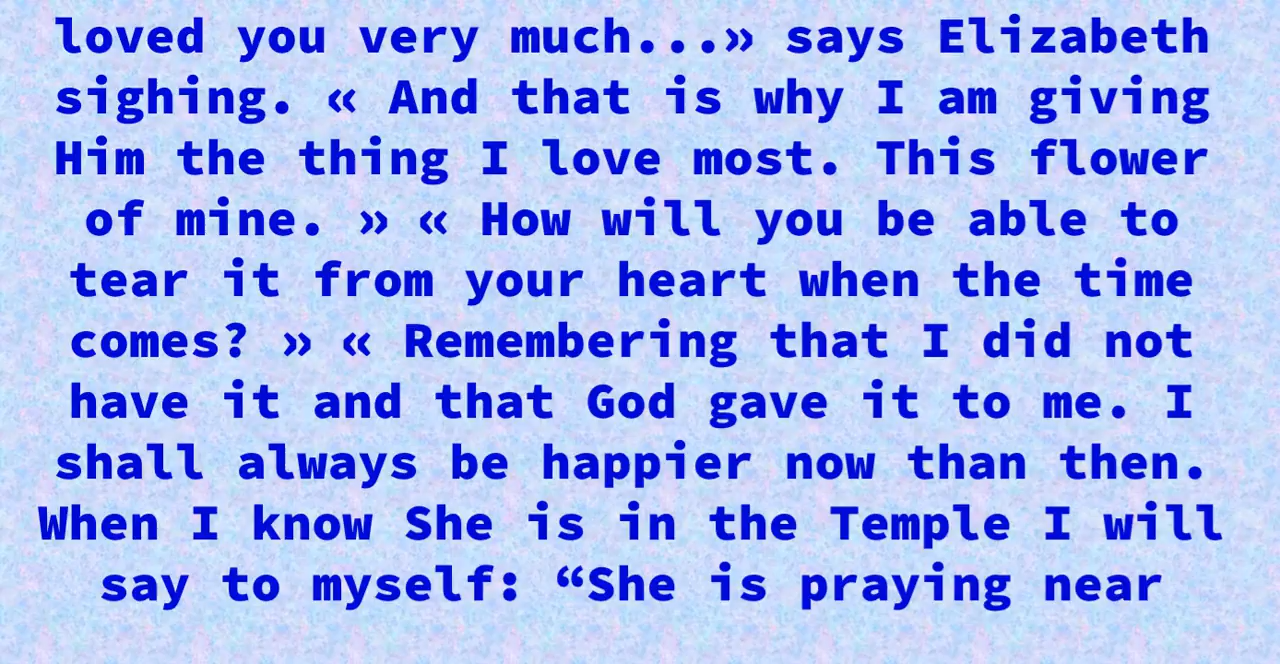 loved you very much...» says Elizabeth
sighing. « And that is why I am giving
Him the thing I love most. This flower
of mine. » « How will you be able to
tear it from your heart when the time
comes? » « Remembering that I did not
have it and that God gave it to me. I
shall always be happier now than then.
When I know She is in the Temple I will
say to myself: “She is praying near